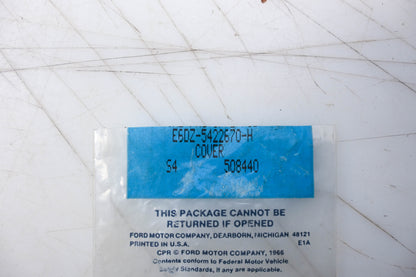 E6DZ-5422670-H
COVER
S4 508440
THIS PACKAGE CANNOT BE
RETURNED IF OPENED
FORD MOTOR COMPANY, DEARBORN, MICHIGAN 48121
PRINTED IN U.S.A. E1A
CPR © FORD MOTOR COMPANY, 1966
Contents conform to Federal Motor Vehicle
Safety Standards, if any are applicable.